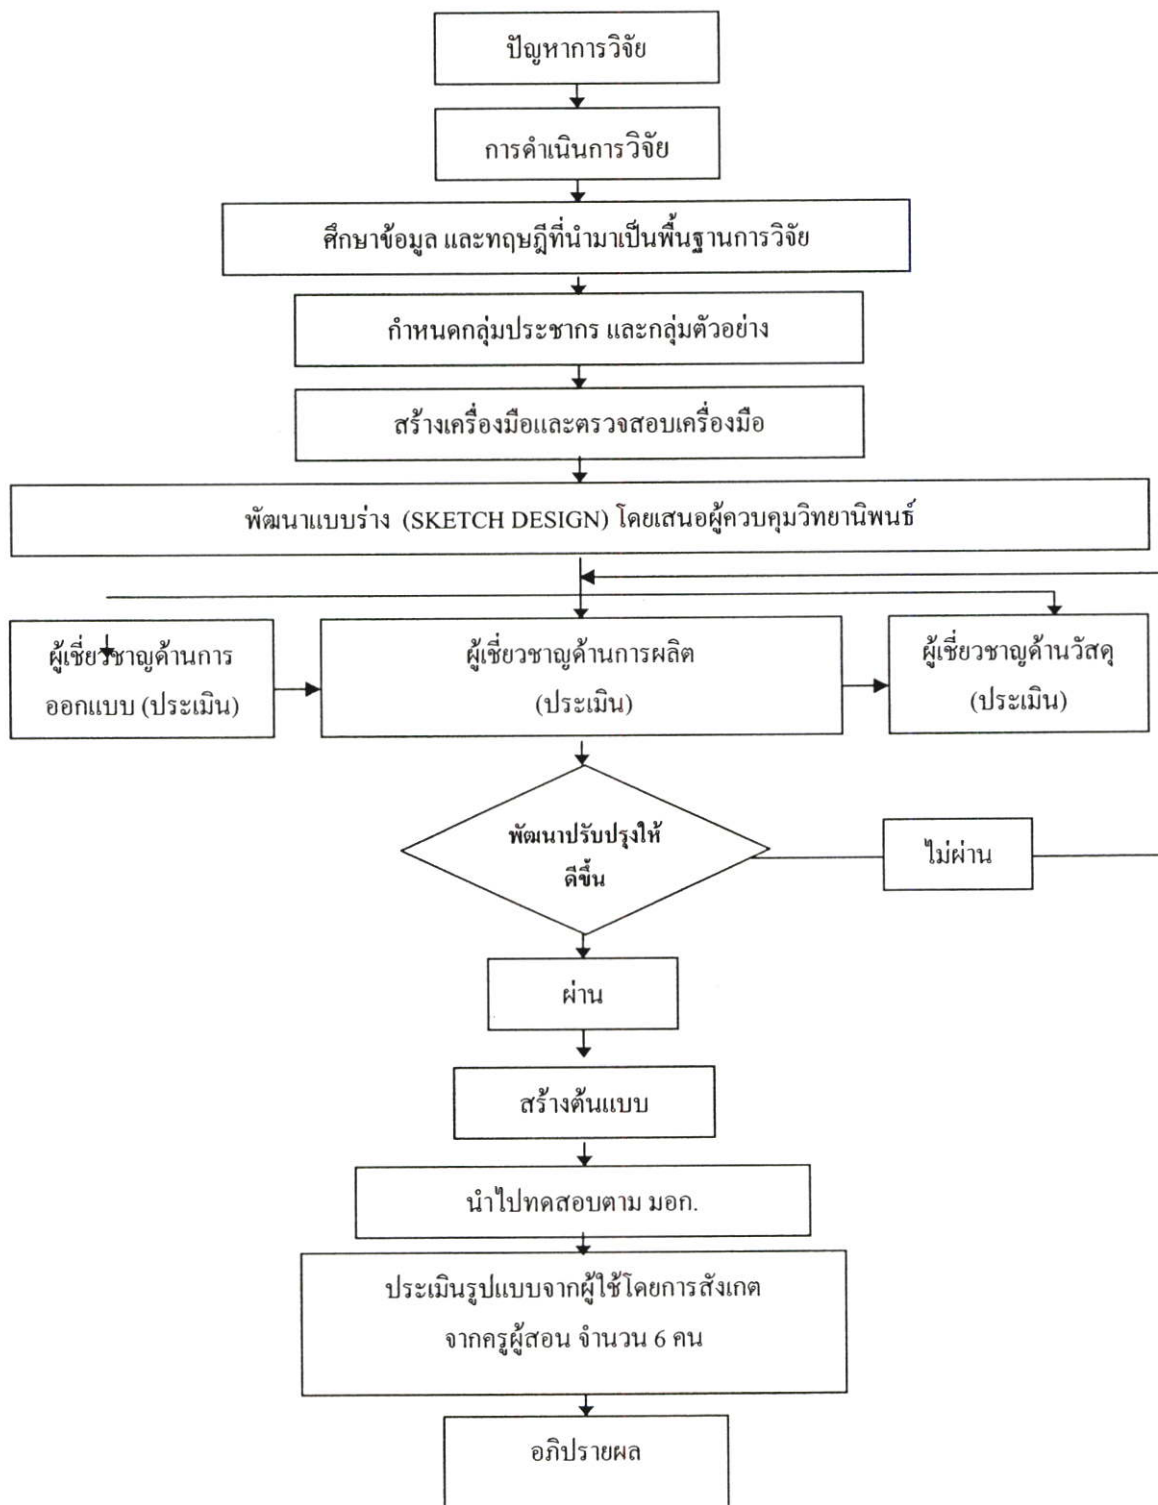 ปัญหาการวิจัย
การดำเนินการวิจัย
ศึกษาข้อมูล และทฤษฎีที่นำมาเป็นพื้นฐานการวิจัย
กำหนดกลุ่มประชากร และกลุ่มตัวอย่าง
สร้างเครื่องมือและตรวจสอบเครื่องมือ
พัฒนาแบบร่าง (SKETCH DESIGN) โดยเสนอผู้ควบคุมวิทยานิพนธ์
ผู้เชี่ยวชาญด้านการ
ออกแบบ (ประเมิน)
ผู้เชี่ยวชาญด้านการผลิต
(ประเมิน)
ผู้เชี่ยวชาญด้านวัสดุ
(ประเมิน)
พัฒนาปรับปรุงให้
ดีขึ้น
ไม่ผ่าน
ผ่าน
สร้างต้นแบบ
นำไปทดสอบตาม มอก.
ประเมินรูปแบบจากผู้ใช้โดยการสังเกต
จากครูผู้สอน จำนวน 6 คน
อภิปรายผล